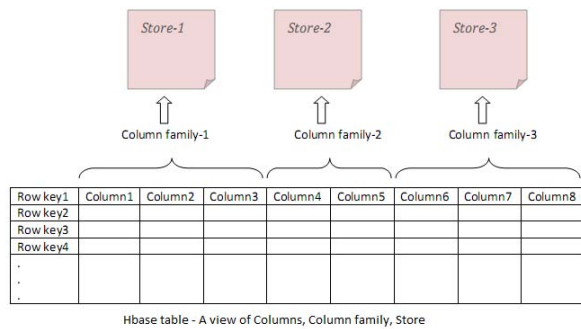 Store-1 Store-2 Store-3
Column family-1 Column family-2 Column family-3
Row key1 Column1 Column2 Column3 Column4 Column5 Column6 Column7 Column8
Row key2
Row key3
Row key4
.
.
.
Hbase table - A view of Columns, Column family, Store